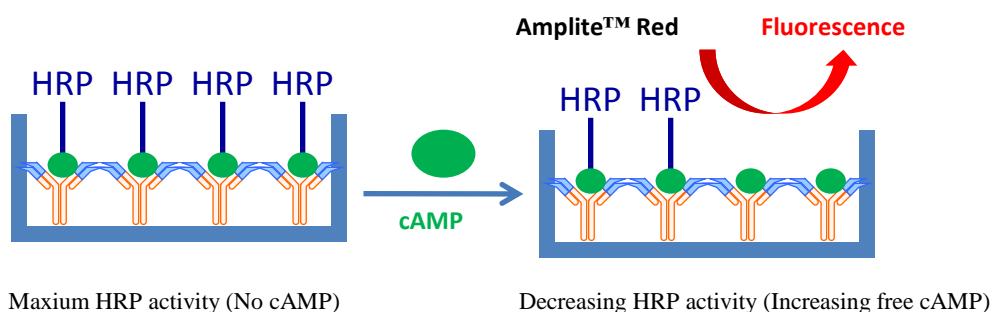 Amplite™ Red
Fluorescence
HRP HRP HRP HRP
HRP HRP
cAMP
Maxium HRP activity (No cAMP)
Decreasing HRP activity (Increasing free cAMP)